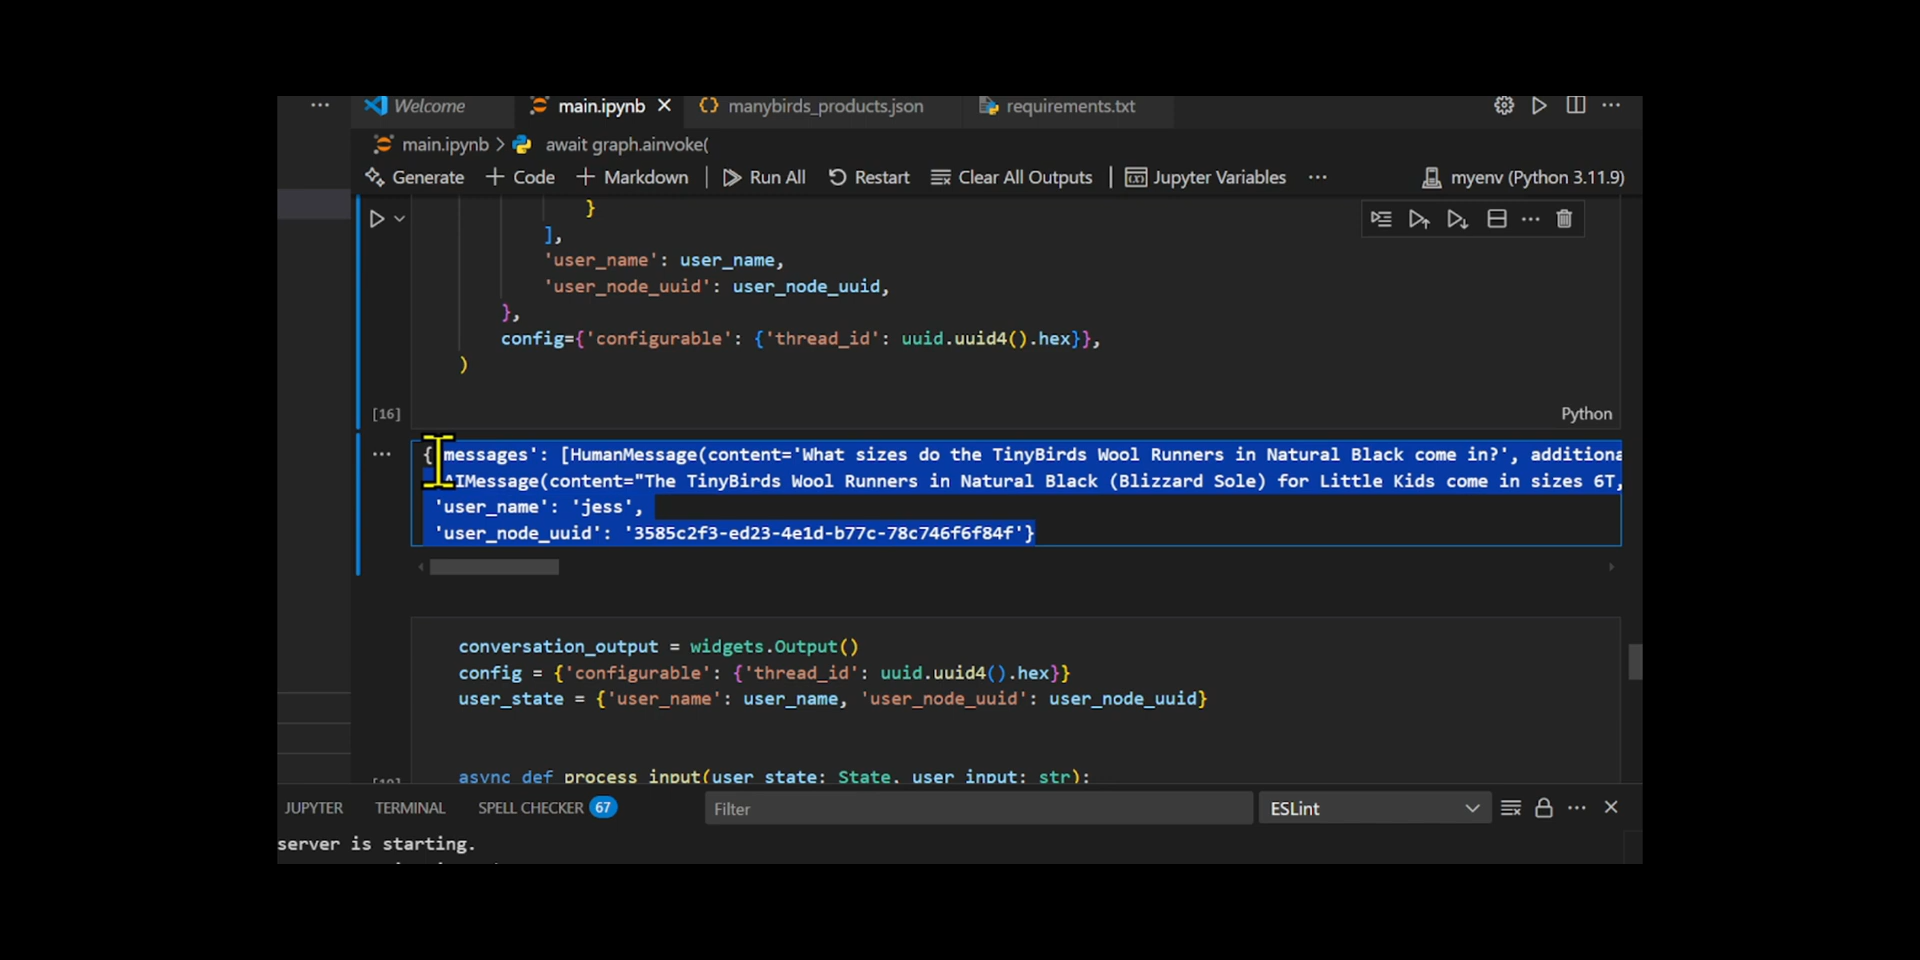 Welcome main.ipynb manybirds_products.json requirements.txt
main.ipynb await graph.ainvoke(
Generate Code Markdown Run All Restart Clear All Outputs Jupyter Variables myenv (Python 3.11.9)
}
],
'user_name': user_name,
'user_node_uuid': user_node_uuid,
},
config={'configurable': {'thread_id': uuid.uuid4().hex}},
)
[16] Python
{'messages': [HumanMessage(content='What sizes do the TinyBirds Wool Runners in Natural Black come in?', additiona
AIMessage(content="The TinyBirds Wool Runners in Natural Black (Blizzard Sole) for Little Kids come in sizes 6T,
'user_name': 'jess',
'user_node_uuid': '3585c2f3-ed23-4e1d-b77c-78c746f6f84f'}
conversation_output = widgets.Output()
config = {'configurable': {'thread_id': uuid.uuid4().hex}}
user_state = {'user_name': user_name, 'user_node_uuid': user_node_uuid}
async def process_input(user_state: State, user_input: str):
JUPYTER TERMINAL SPELL CHECKER 67 Filter ESLint
server is starting.